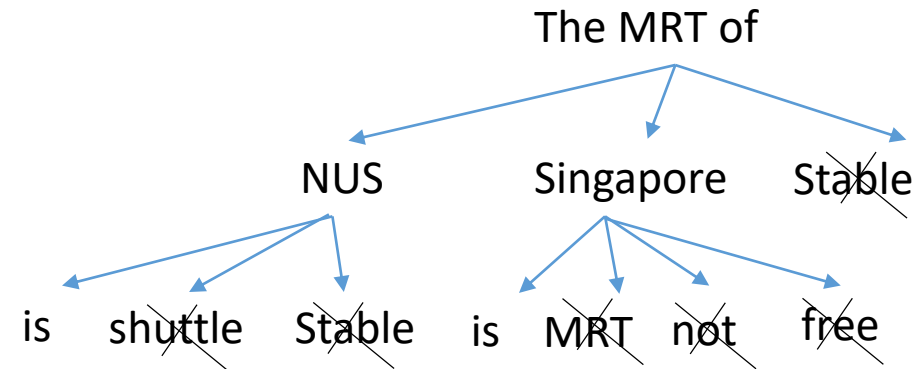 The MRT of
NUS Singapore Stable
is shuttle Stable is MRT not free